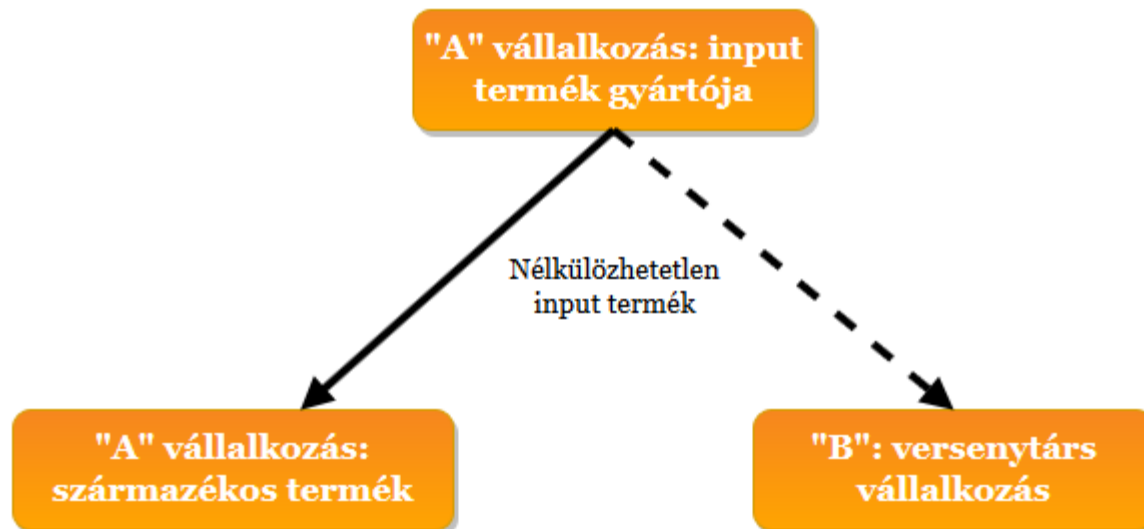 "A" vállalkozás: input
termék gyártója
Nélkülözhetetlen
input termék
"A" vállalkozás:
származékos termék
"B": versenytárs
vállalkozás